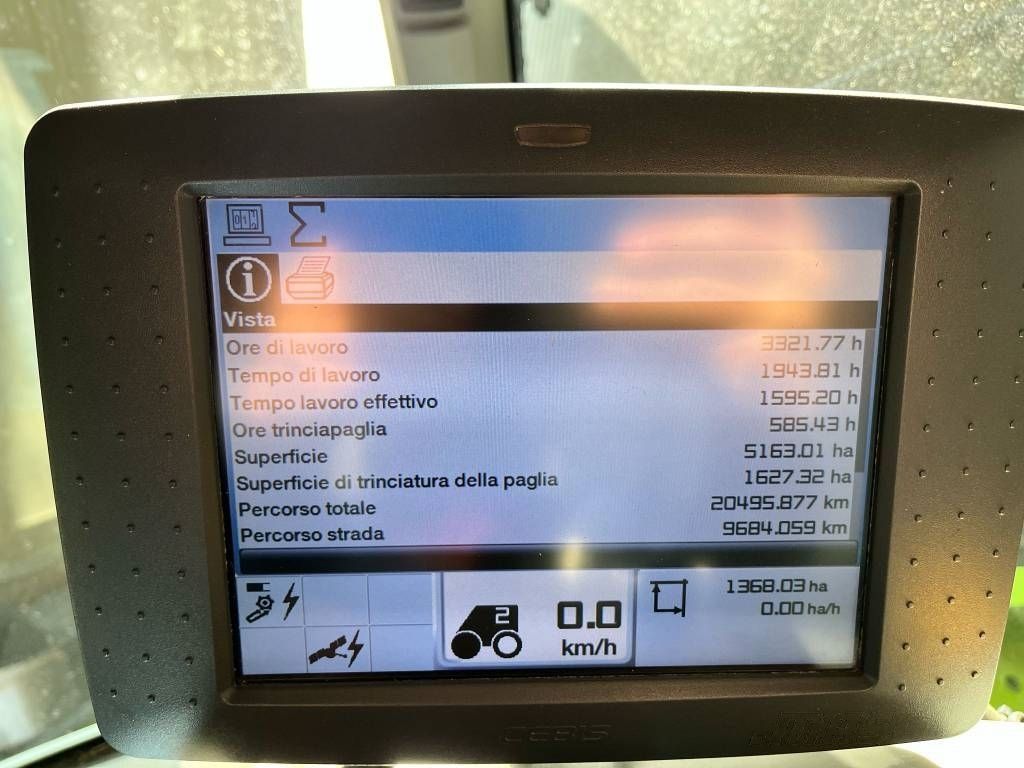 Vista
Ore di lavoro 3321.77 h
Tempo di lavoro 1943.81 h
Tempo lavoro effettivo 1595.20 h
Ore trinciapaglia 585.43 h
Superficie 5163.01 ha
Superficie di trinciatura della paglia 1627.32 ha
Percorso totale 20495.877 km
Percorso strada 9684.059 km
2 0.0 km/h
1368.03 ha
0.00 ha/h
CEBIS